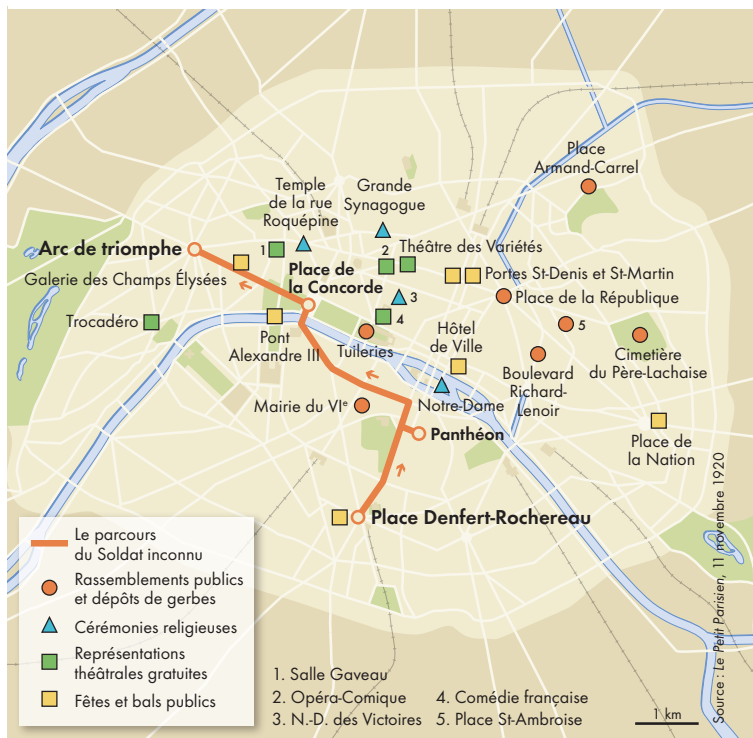 Place
Armand-Carrel
Temple
de la rue
Roquépine
Grande
Synagogue
Arc de triomphe
1
2
Théâtre des Variétés
Galerie des Champs Élysées
Place de
la Concorde
Portes St-Denis et St-Martin
3
Place de la République
Trocadéro
4
5
Pont
Alexandre III
Tuileries
Hôtel
de Ville
Cimetière
du Père-Lachaise
Boulevard
Richard-
Lenoir
Mairie du VIe
Notre-Dame
Panthéon
Place de
la Nation
Place Denfert-Rochereau
Le parcours
du Soldat inconnu
Rassemblements publics
et dépôts de gerbes
Cérémonies religieuses
Représentations
théâtrales gratuites
Fêtes et bals publics
1. Salle Gaveau
2. Opéra-Comique
3. N.-D. des Victoires
4. Comédie française
5. Place St-Ambroise
1 km
Source : Le Petit Parisien, 11 novembre 1920